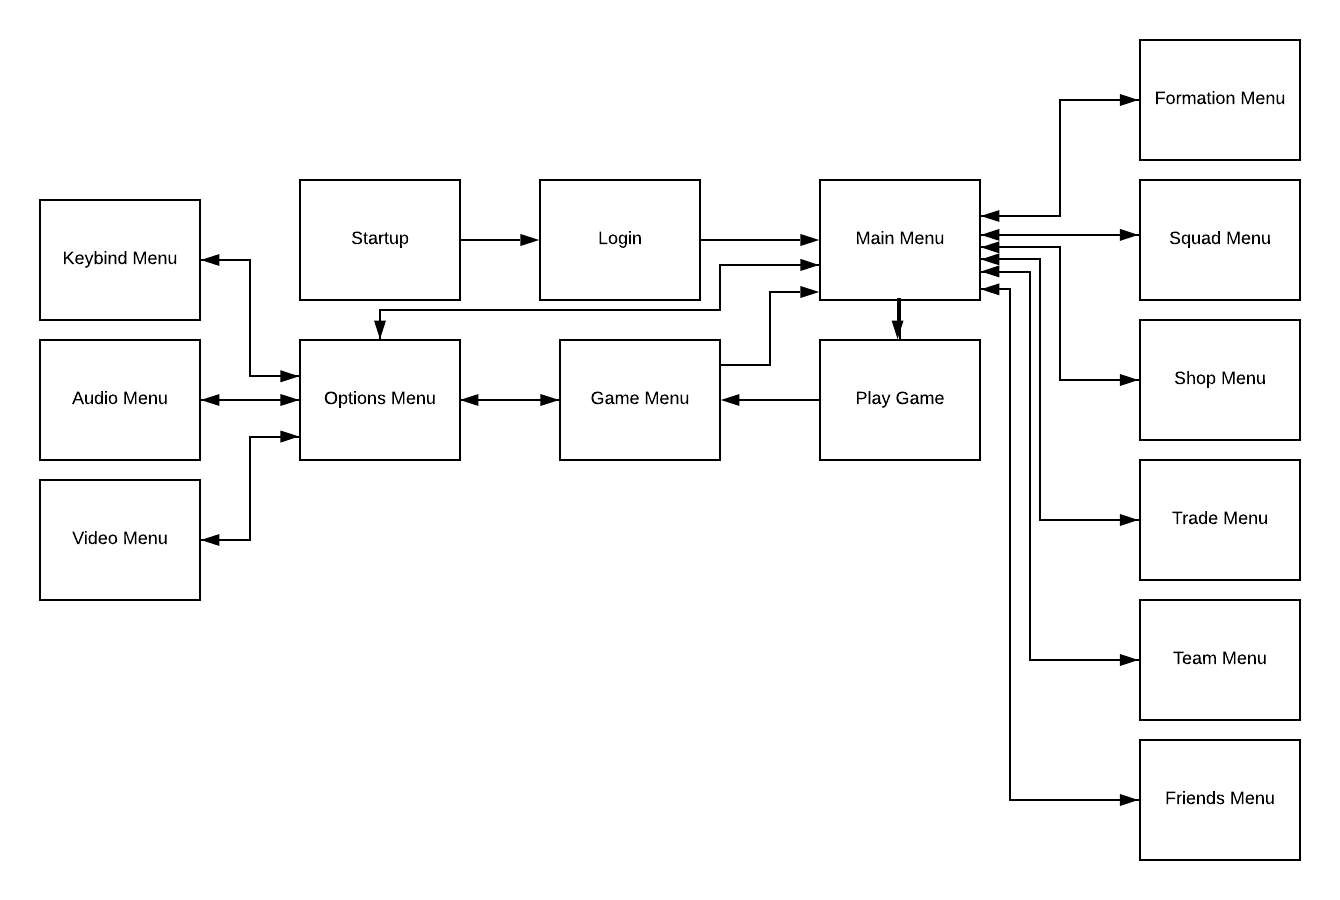 Formation Menu
Startup
Login
Main Menu
Squad Menu
Keybind Menu
Shop Menu
Audio Menu
Options Menu
Game Menu
Play Game
Trade Menu
Video Menu
Team Menu
Friends Menu